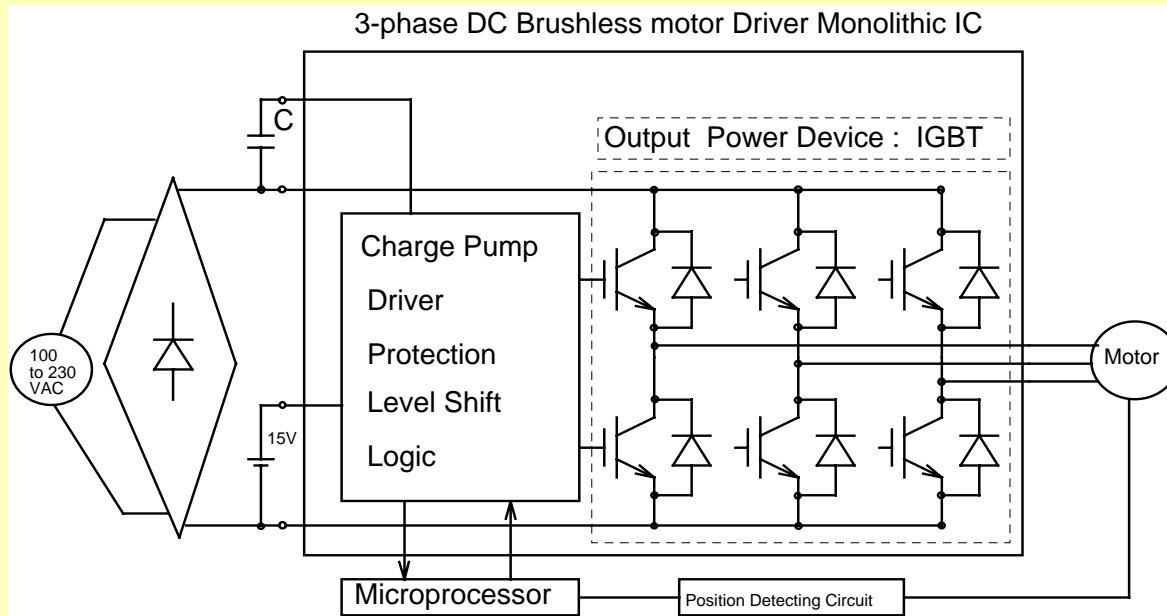 3-phase DC Brushless motor Driver Monolithic IC
C
Output Power Device : IGBT
Charge Pump
Driver
Protection
Level Shift
Logic
100
to 230
VAC
15V
Motor
Microprocessor
Position Detecting Circuit